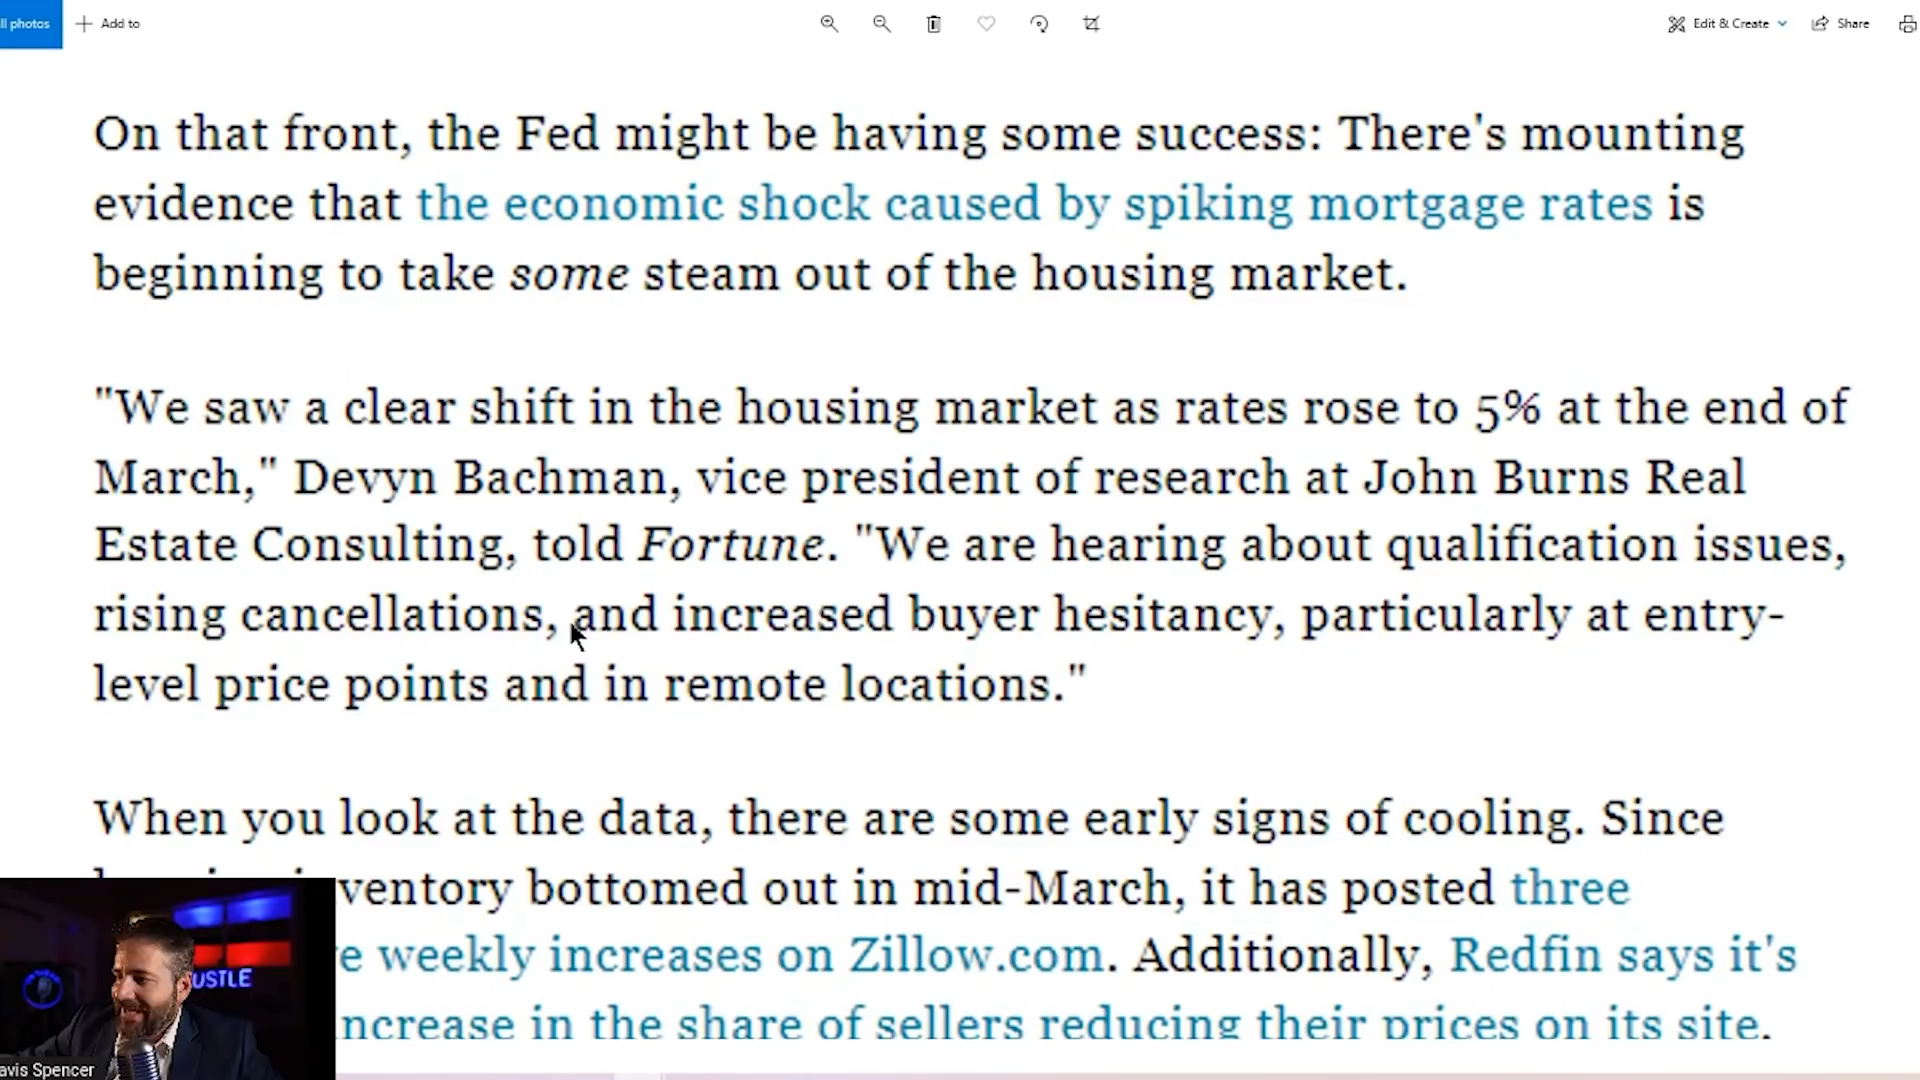 ll photos
Add to
Edit & Create
Share
On that front, the Fed might be having some success: There's mounting
evidence that the economic shock caused by spiking mortgage rates is
beginning to take some steam out of the housing market.
"We saw a clear shift in the housing market as rates rose to 5% at the end of
March," Devyn Bachman, vice president of research at John Burns Real
Estate Consulting, told Fortune. "We are hearing about qualification issues,
rising cancellations, and increased buyer hesitancy, particularly at entry-
level price points and in remote locations."
When you look at the data, there are some early signs of cooling. Since
ventory bottomed out in mid-March, it has posted three
e weekly increases on Zillow.com. Additionally, Redfin says it's
ncrease in the share of sellers reducing their prices on its site.
USTLE
avis Spencer